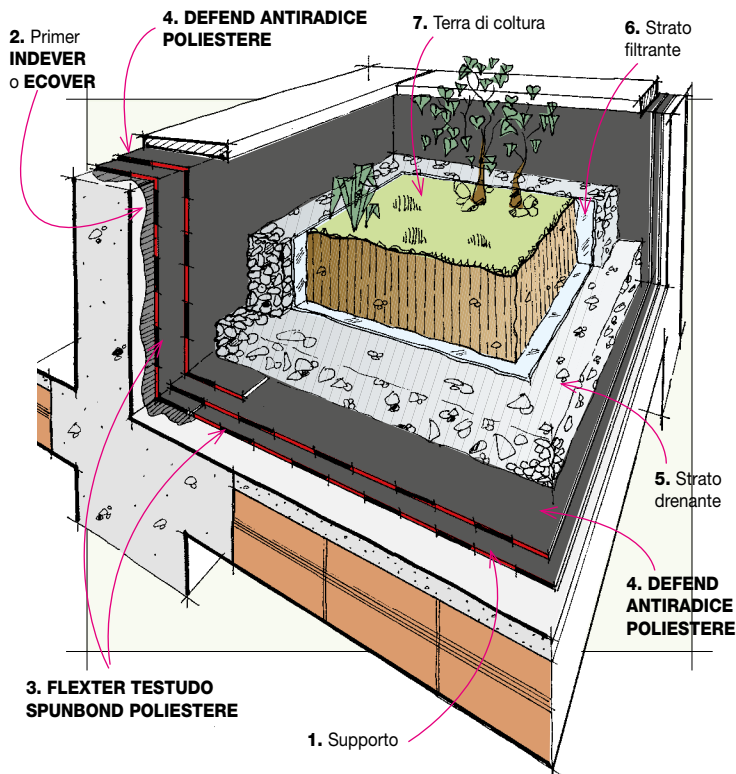 4. DEFEND ANTIRADICE
POLIESTERE
2. Primer
INDEVER
o ECOVER
7. Terra di coltura
6. Strato
filtrante
5. Strato
drenante
4. DEFEND
ANTIRADICE
POLIESTERE
3. FLEXTER TESTUDO
SPUNBOND POLIESTERE
1. Supporto